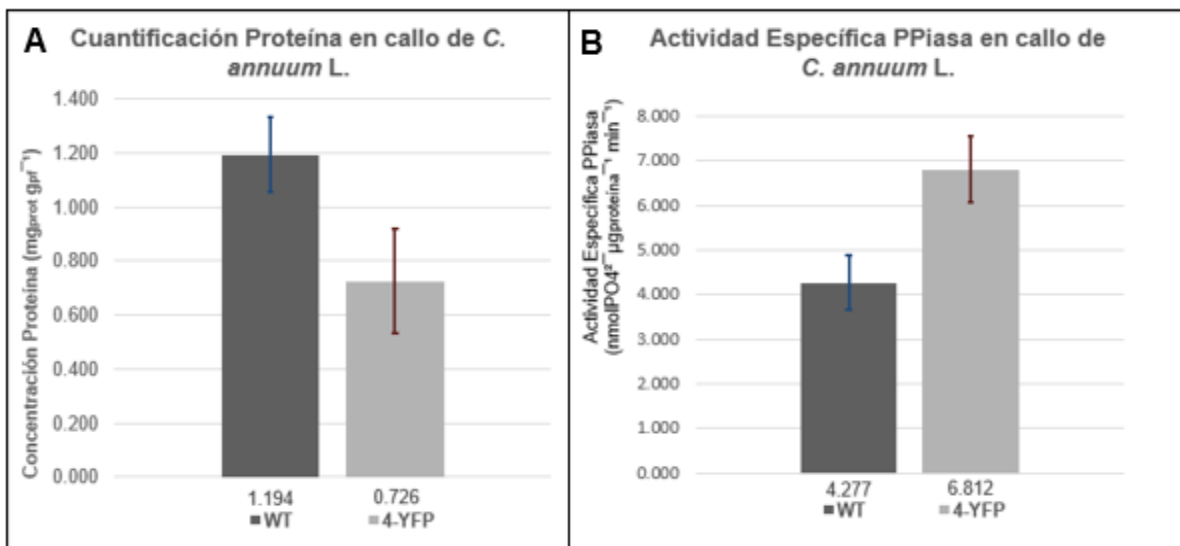 A
Cuantificación Proteína en callo de C.
annuum L.
Concentración Proteína (mgprot gpf⁻¹)
1.400
1.200
1.000
0.800
0.600
0.400
0.200
0.000
1.194 0.726
WT 4-YFP
B
Actividad Específica PPiasa en callo de
C. annuum L.
Actividad Específica PPiasa
(nmolPO4²⁻ µgproteína⁻¹ min⁻¹)
8.000
7.000
6.000
5.000
4.000
3.000
2.000
1.000
0.000
4.277 6.812
WT 4-YFP